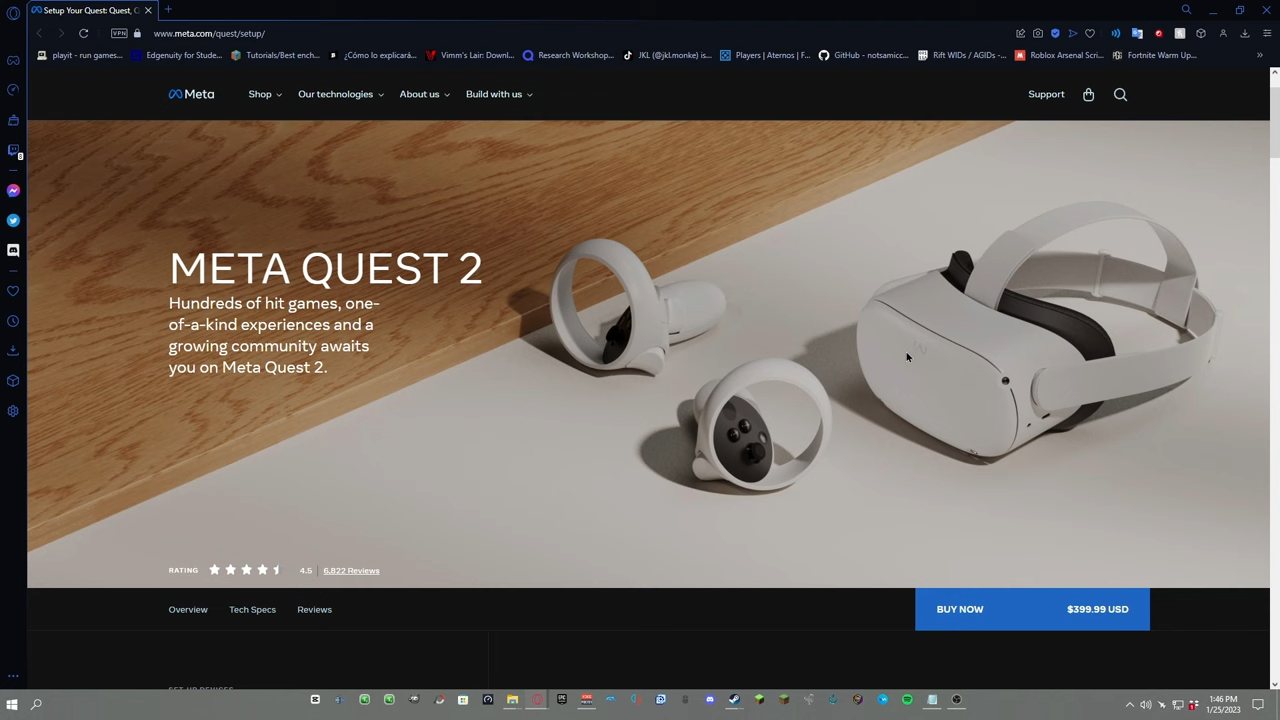 Setup Your Quest: Quest, Q
VPN
www.meta.com/quest/setup/
playit - run games...
Edgenuity for Stude...
Tutorials/Best ench...
¿Cómo lo explicará...
Vimm's Lair: Downl...
Research Workshop...
JKL (@jkl.monke) is...
Players | Aternos | F...
GitHub - notsamicc...
Rift WIDs / AGIDs -...
Roblox Arsenal Scri...
Fortnite Warm Up...
Meta
Shop
Our technologies
About us
Build with us
Support
META QUEST 2
Hundreds of hit games, one-
of-a-kind experiences and a
growing community awaits
you on Meta Quest 2.
RATING
4.5
6,822 Reviews
Overview
Tech Specs
Reviews
BUY NOW
$399.99 USD
1:46 PM
1/25/2023